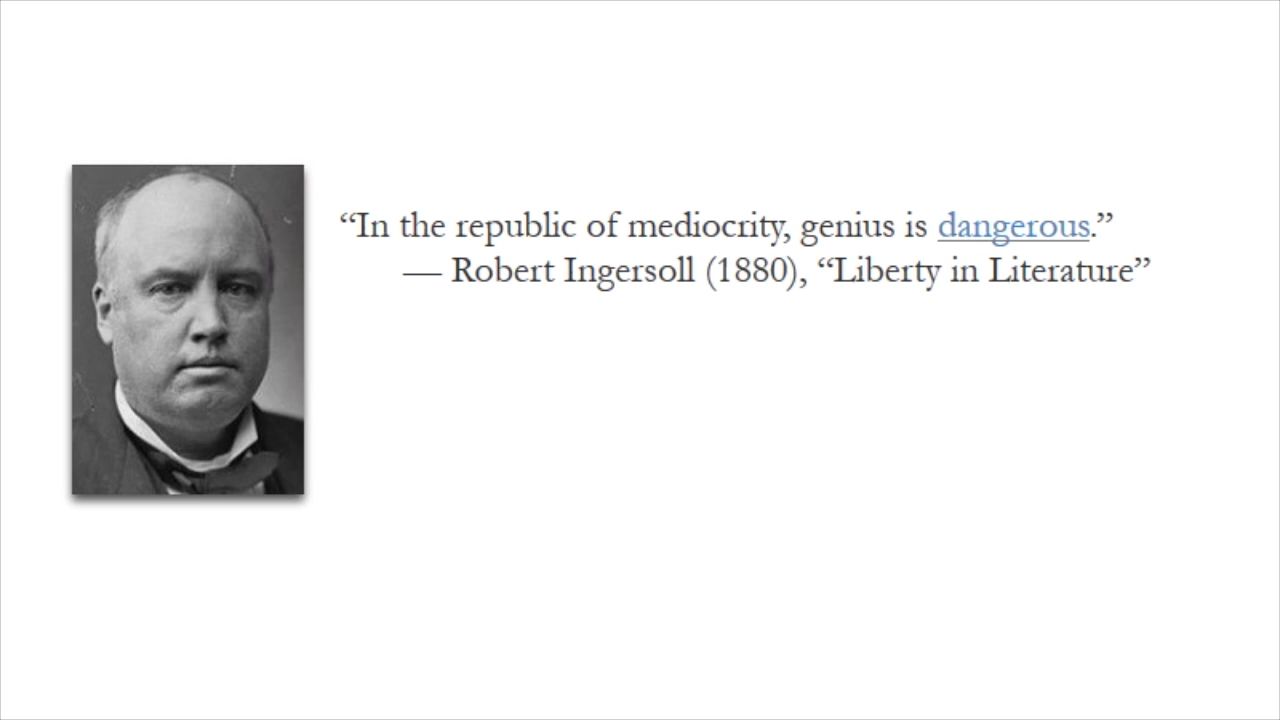 “In the republic of mediocrity, genius is dangerous.”
— Robert Ingersoll (1880), “Liberty in Literature”